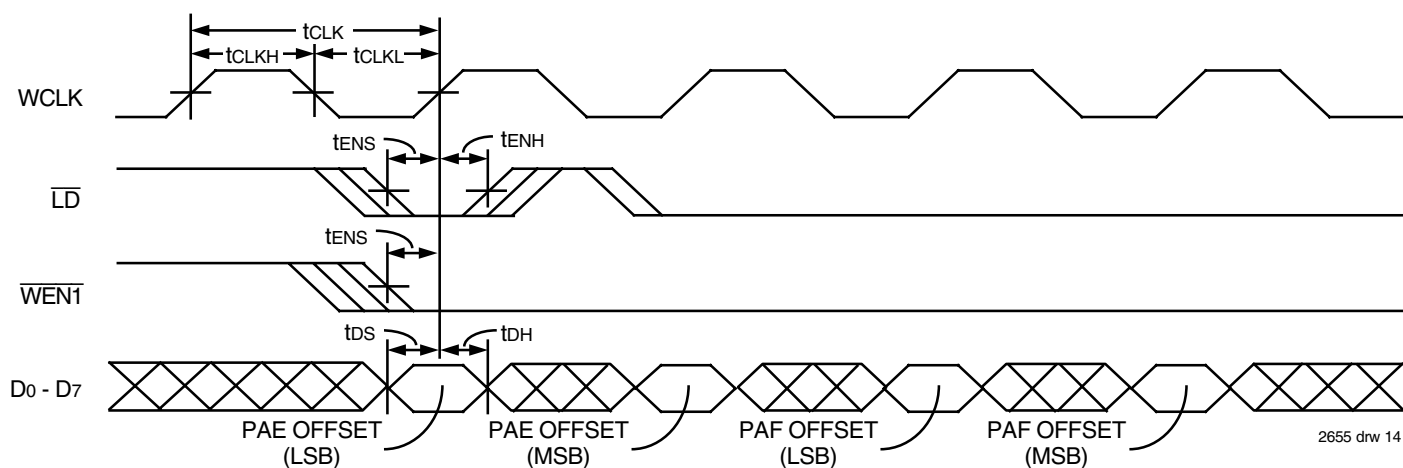 tCLK
tCLKH tCLKL
WCLK
tENS tENH
LD
tENS
WEN1
tDS tDH
D0 - D7
PAE OFFSET (LSB)
PAE OFFSET (MSB)
PAF OFFSET (LSB)
PAF OFFSET (MSB)
2655 drw 14